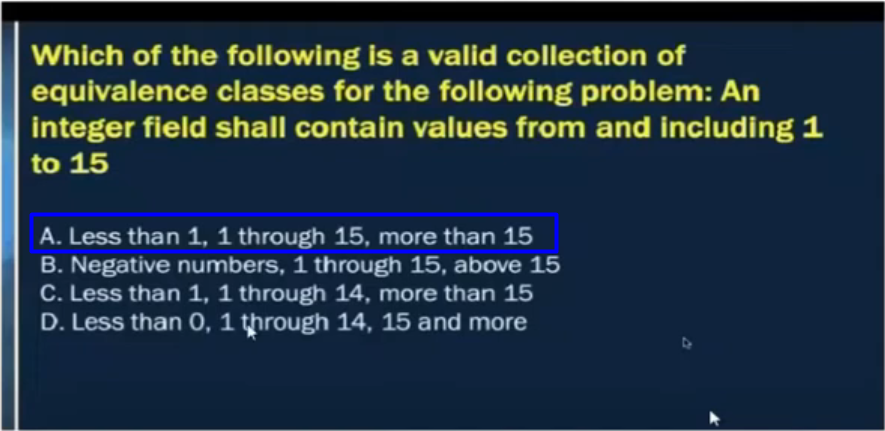 Which of the following is a valid collection of
equivalence classes for the following problem: An
integer field shall contain values from and including 1
to 15
A. Less than 1, 1 through 15, more than 15
B. Negative numbers, 1 through 15, above 15
C. Less than 1, 1 through 14, more than 15
D. Less than 0, 1 through 14, 15 and more